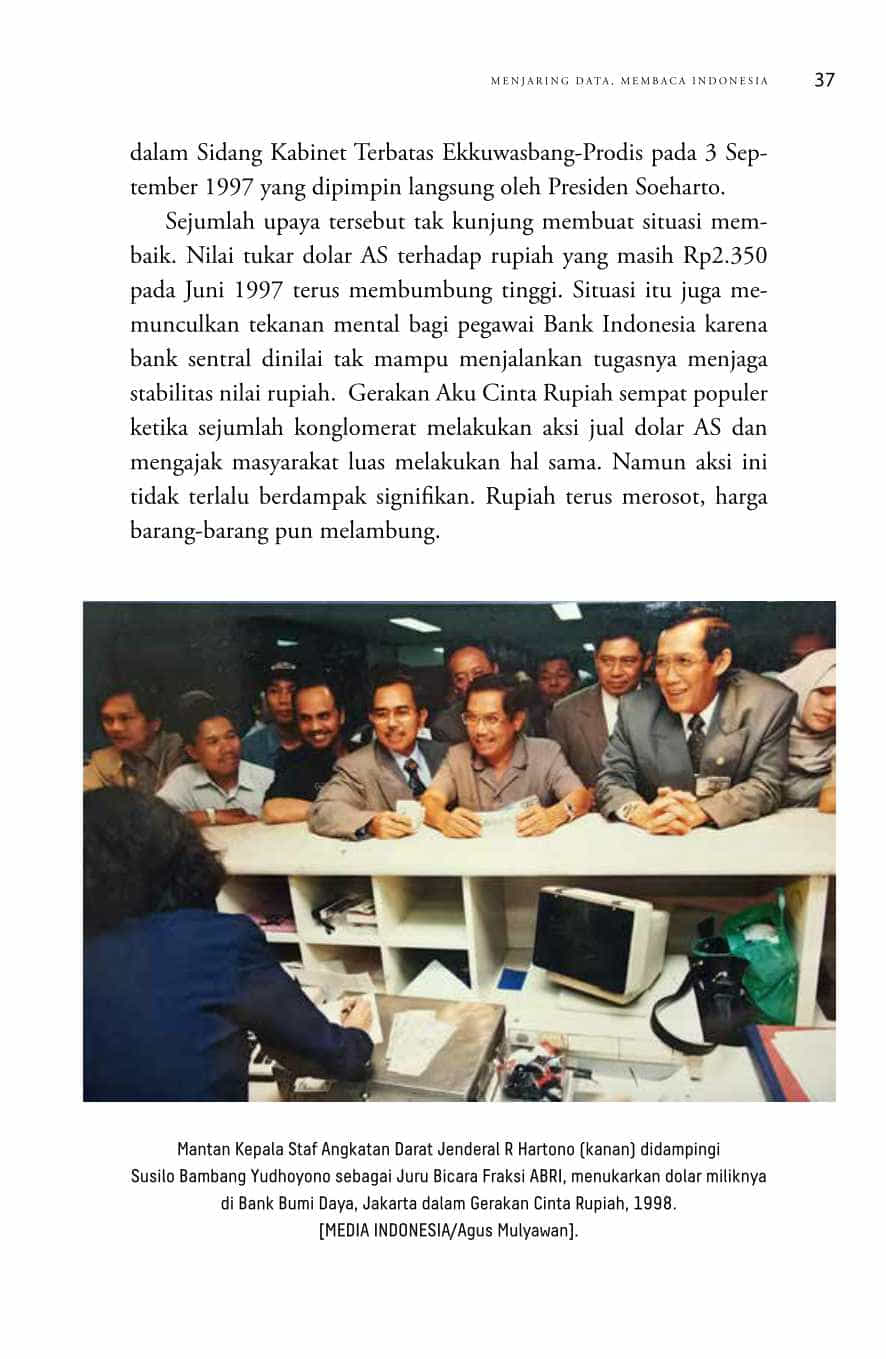 MENJARING DATA, MEMBACA INDONESIA 37
dalam Sidang Kabinet Terbatas Ekkuwasbang-Prodis pada 3 Sep-
tember 1997 yang dipimpin langsung oleh Presiden Soeharto.
Sejumlah upaya tersebut tak kunjung membuat situasi mem-
baik. Nilai tukar dolar AS terhadap rupiah yang masih Rp2.350
pada Juni 1997 terus membumbung tinggi. Situasi itu juga me-
munculkan tekanan mental bagi pegawai Bank Indonesia karena
bank sentral dinilai tak mampu menjalankan tugasnya menjaga
stabilitas nilai rupiah.  Gerakan Aku Cinta Rupiah sempat populer
ketika sejumlah konglomerat melakukan aksi jual dolar AS dan
mengajak masyarakat luas melakukan hal sama. Namun aksi ini
tidak terlalu berdampak signifikan. Rupiah terus merosot, harga
barang-barang pun melambung.
Mantan Kepala Staf Angkatan Darat Jenderal R Hartono (kanan) didampingi
Susilo Bambang Yudhoyono sebagai Juru Bicara Fraksi ABRI, menukarkan dolar miliknya
di Bank Bumi Daya, Jakarta dalam Gerakan Cinta Rupiah, 1998.
[MEDIA INDONESIA/Agus Mulyawan].